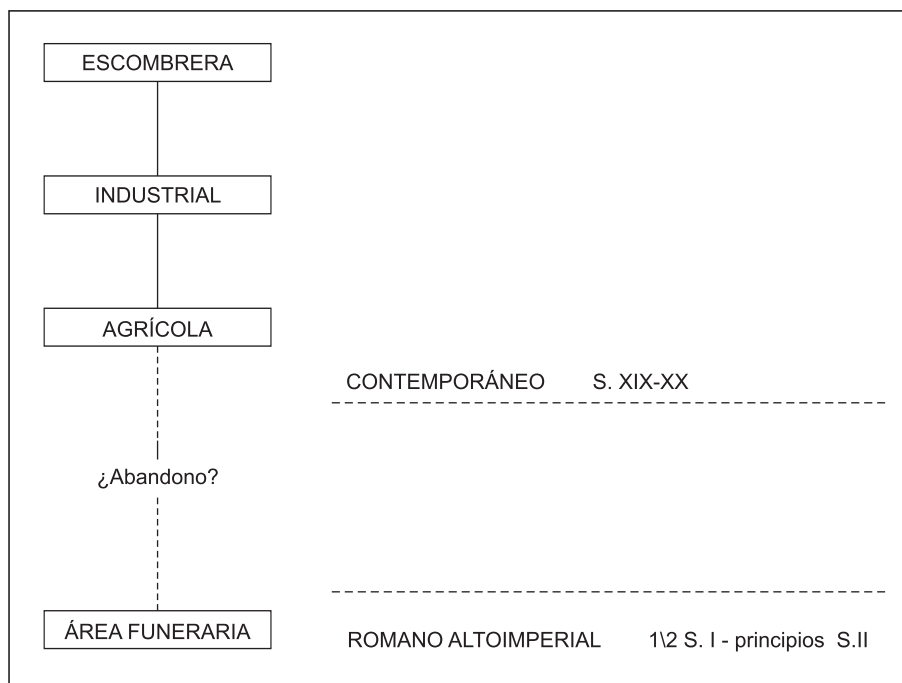 ESCOMBRERA
INDUSTRIAL
AGRÍCOLA
CONTEMPORÁNEO S. XIX-XX
¿Abandono?
ÁREA FUNERARIA
ROMANO ALTOIMPERIAL 1\2 S. I - principios S.II